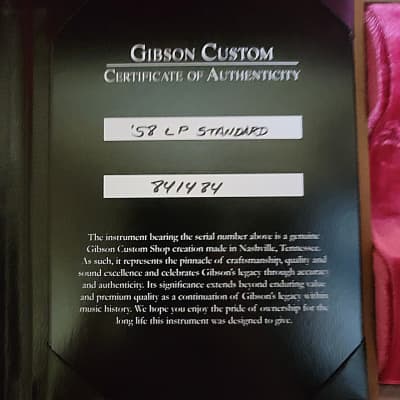 GIBSON CUSTOM
CERTIFICATE OF AUTHENTICITY
'58 LP STANDARD
841484
The instrument bearing the serial number above is a genuine
Gibson Custom Shop creation made in Nashville, Tennessee.
As such, it represents the pinnacle of craftsmanship, quality and
sound excellence and celebrates Gibson's legacy through accuracy
and authenticity. Its significance extends beyond enduring value
and premium quality as a continuation of Gibson's legacy within
music history. We hope you enjoy the pride of ownership for the
long life this instrument was designed to give.